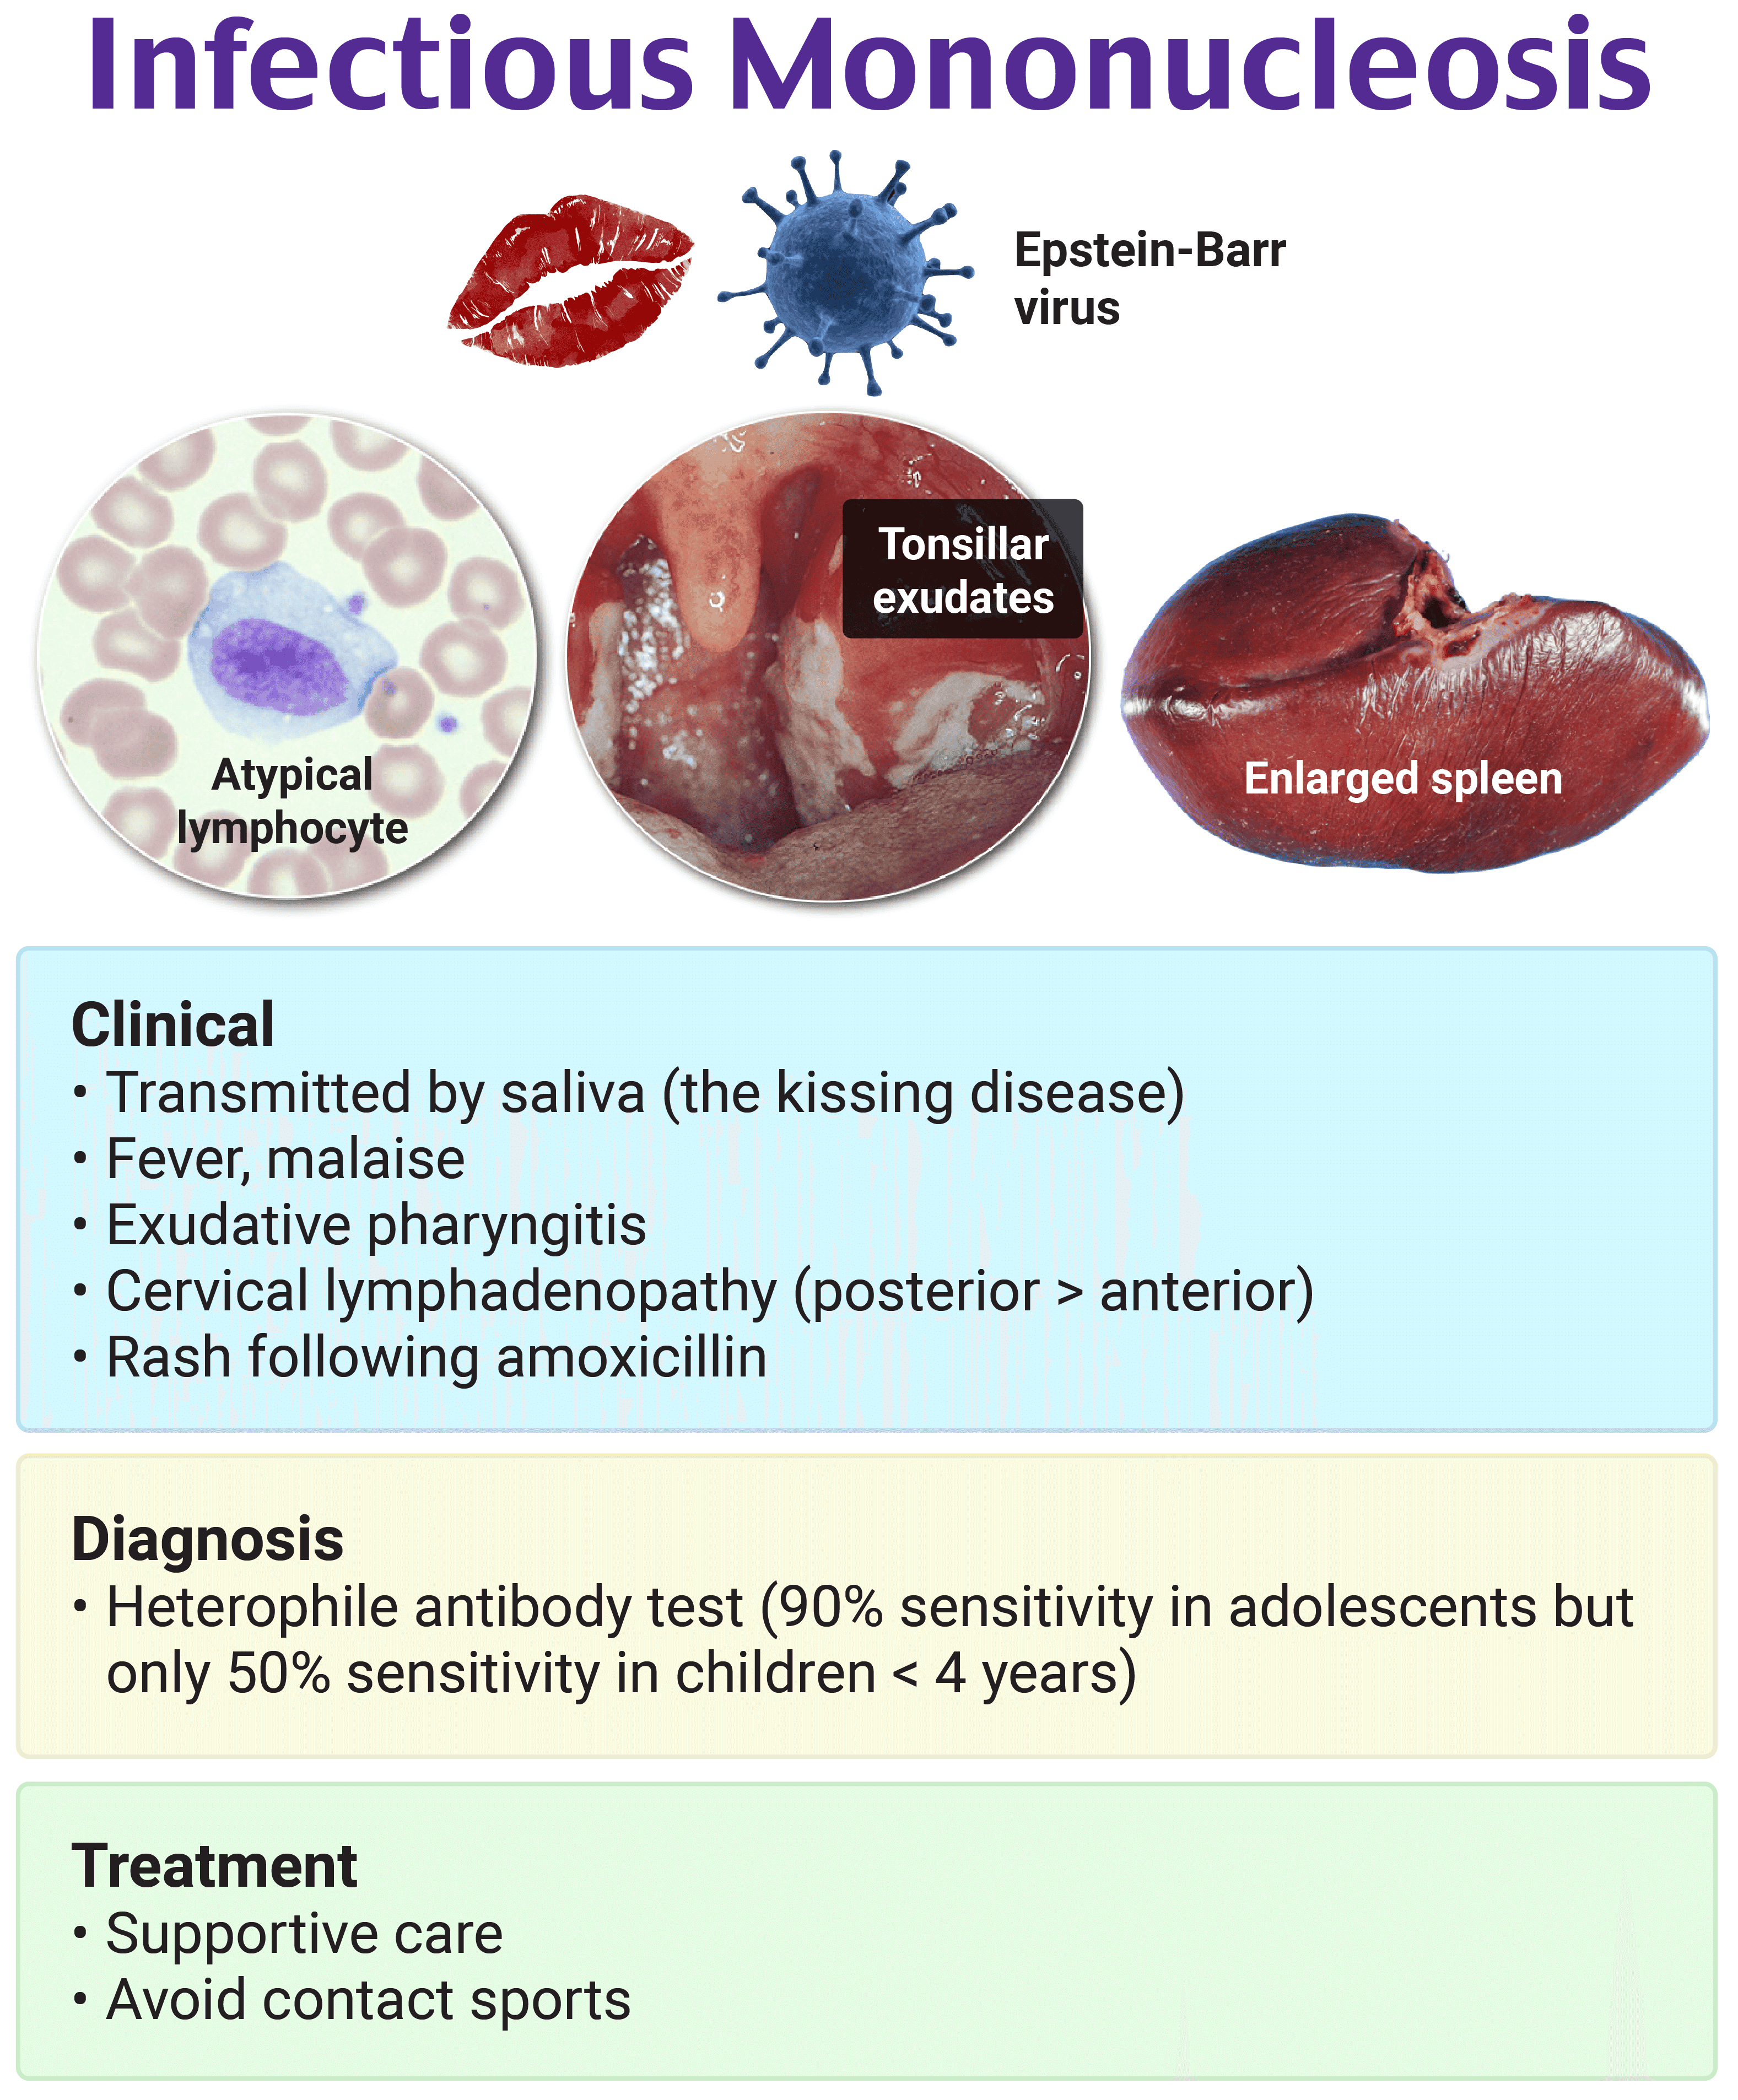 Infectious Mononucleosis
Epstein-Barr
virus
Atypical
lymphocyte
Tonsillar
exudates
Enlarged spleen
Clinical
• Transmitted by saliva (the kissing disease)
• Fever, malaise
• Exudative pharyngitis
• Cervical lymphadenopathy (posterior > anterior)
• Rash following amoxicillin
Diagnosis
• Heterophile antibody test (90% sensitivity in adolescents but
only 50% sensitivity in children < 4 years)
Treatment
• Supportive care
• Avoid contact sports